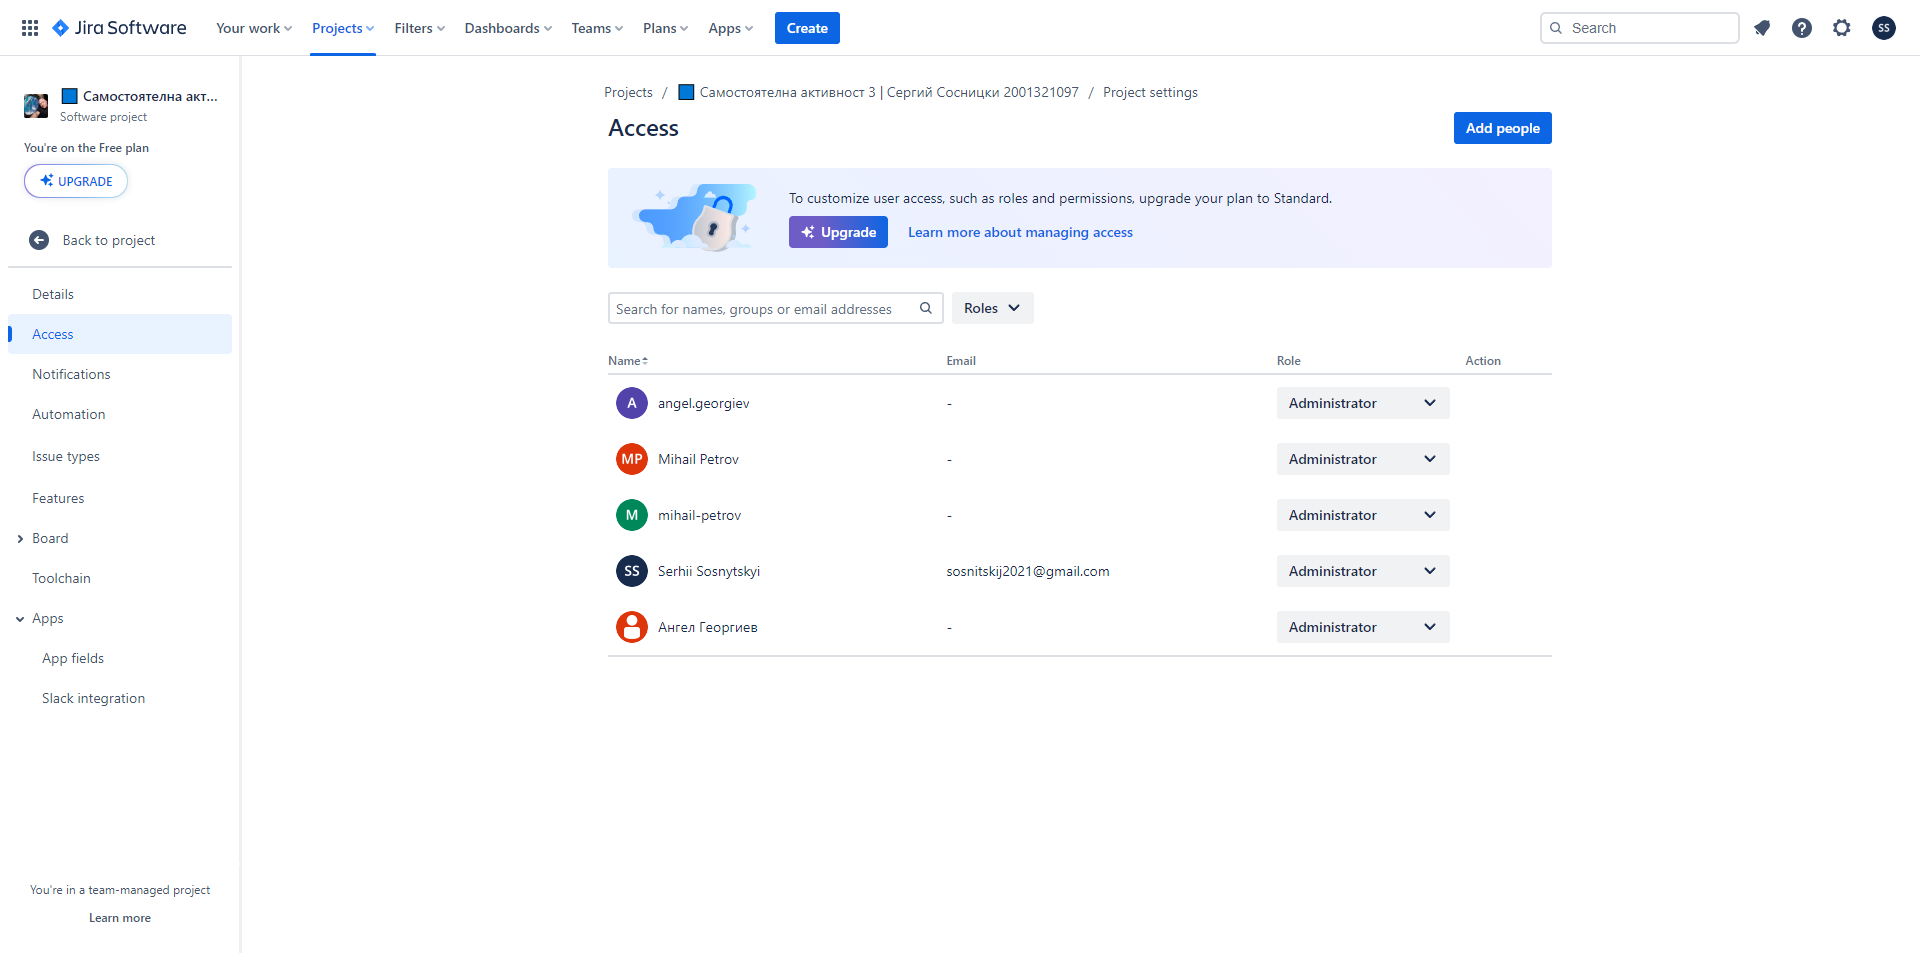 Jira Software
Your work
Projects
Filters
Dashboards
Teams
Plans
Apps
Create
Search
SS
Самостоятелна акт...
Software project
You're on the Free plan
UPGRADE
Back to project
Details
Access
Notifications
Automation
Issue types
Features
Board
Toolchain
Apps
App fields
Slack integration
You're in a team-managed project
Learn more
Projects / Самостоятелна активност 3 | Сергий Сосницки 2001321097 / Project settings
Access
Add people
To customize user access, such as roles and permissions, upgrade your plan to Standard.
Upgrade
Learn more about managing access
Search for names, groups or email addresses
Roles
Name Email Role Action
A angel.georgiev - Administrator
MP Mihail Petrov - Administrator
M mihail-petrov - Administrator
SS Serhii Sosnytskyi sosnitskij2021@gmail.com Administrator
Ангел Георгиев - Administrator